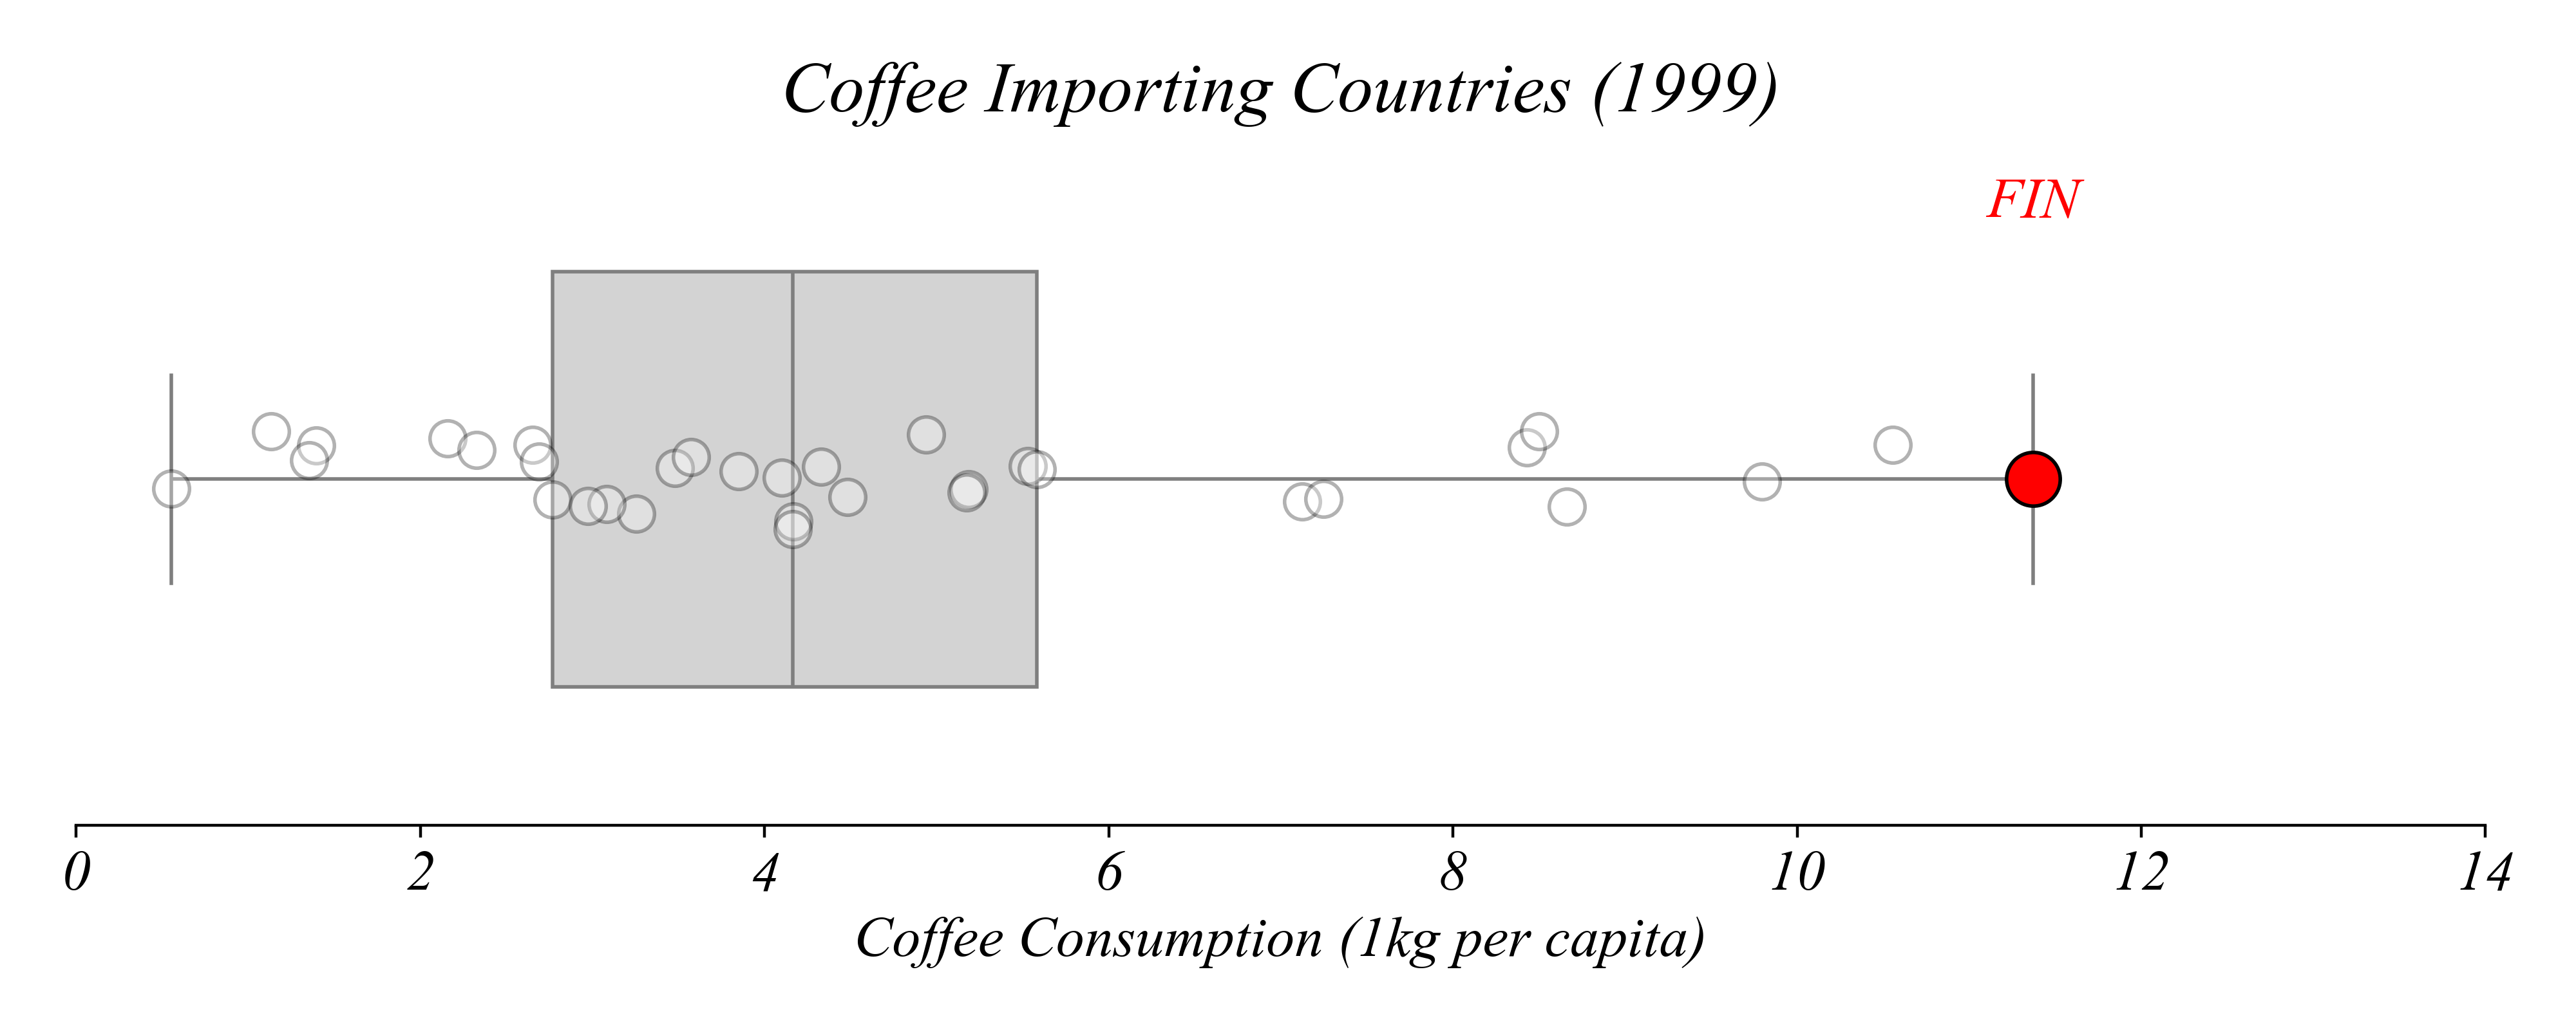 Coffee Importing Countries (1999)
FIN
0 2 4 6 8 10 12 14
Coffee Consumption (1kg per capita)